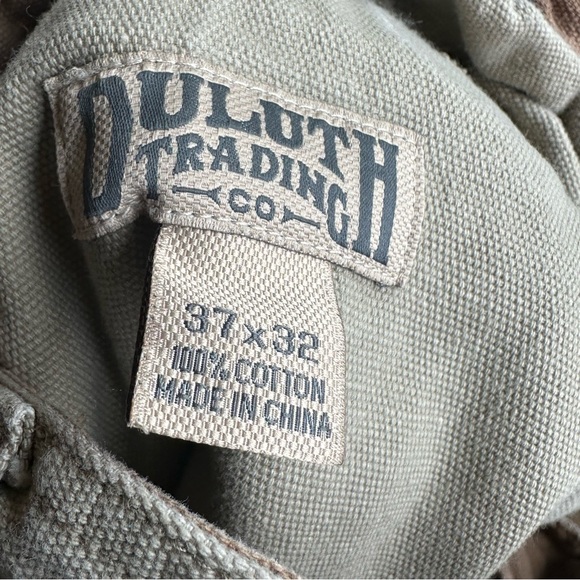 DULUTH
TRADING
CO
37 x 32
100% COTTON
MADE IN CHINA